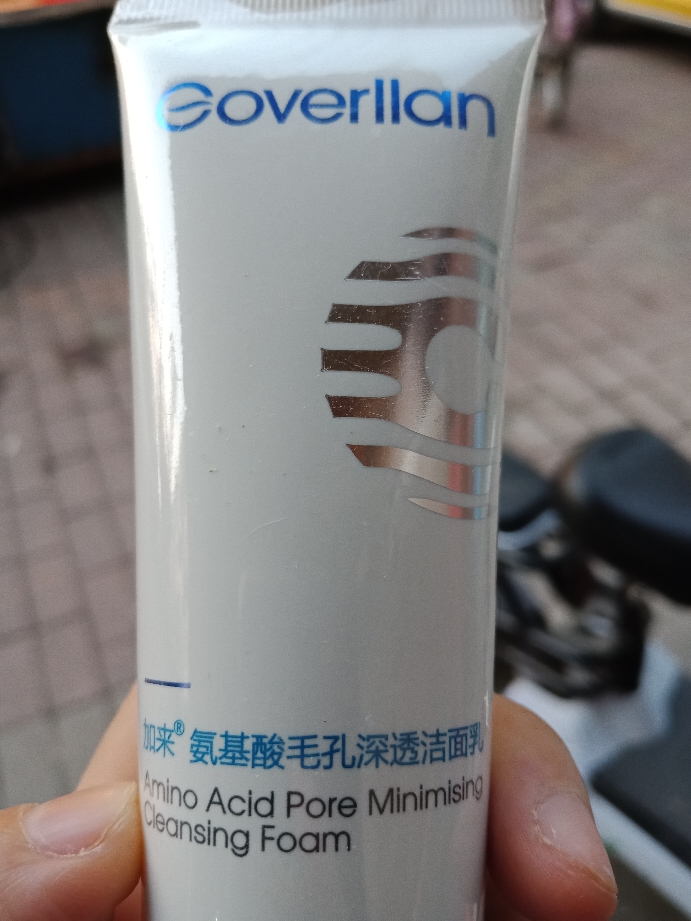 Coverllan
加来® 氨基酸毛孔深透洁面乳
Amino Acid Pore Minimising
Cleansing Foam